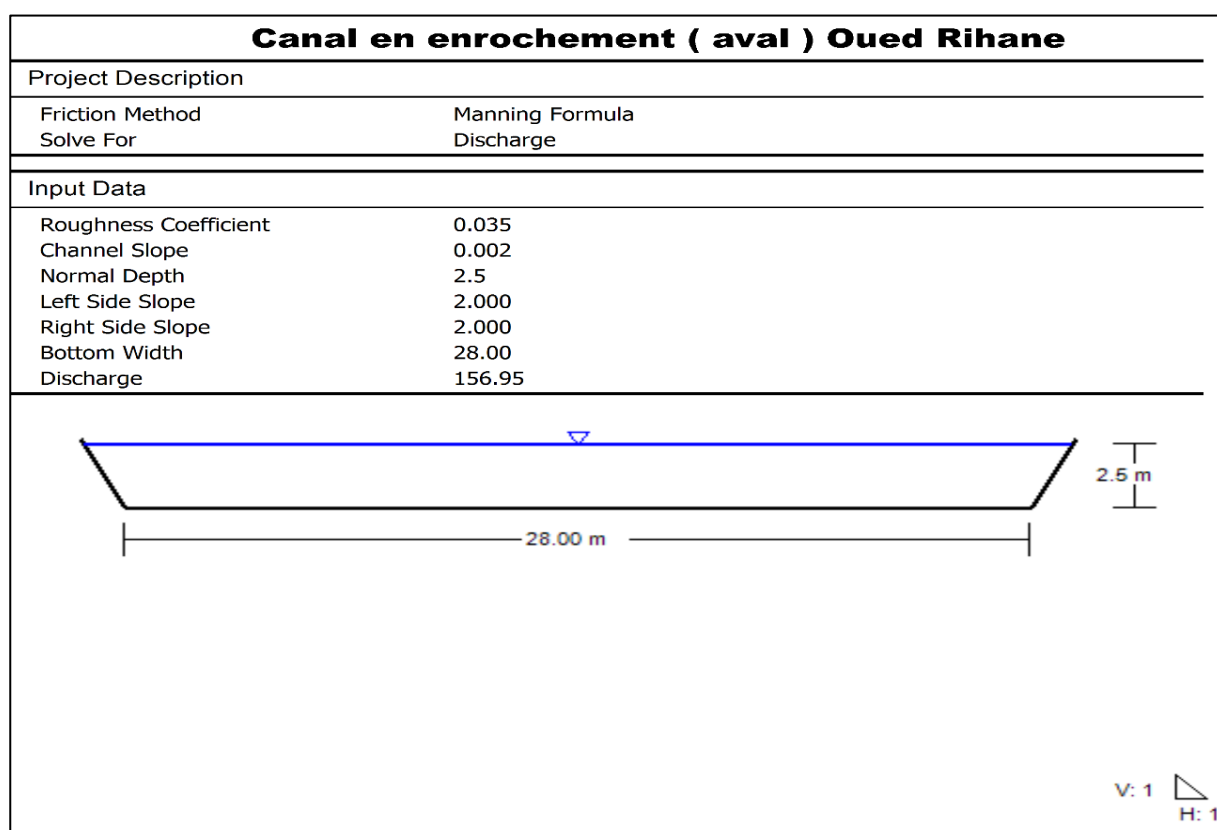 Canal en enrochement ( aval ) Oued Rihane
Project Description
Friction Method Manning Formula
Solve For Discharge
Input Data
Roughness Coefficient 0.035
Channel Slope 0.002
Normal Depth 2.5
Left Side Slope 2.000
Right Side Slope 2.000
Bottom Width 28.00
Discharge 156.95
2.5 m
28.00 m
V: 1
H: 1